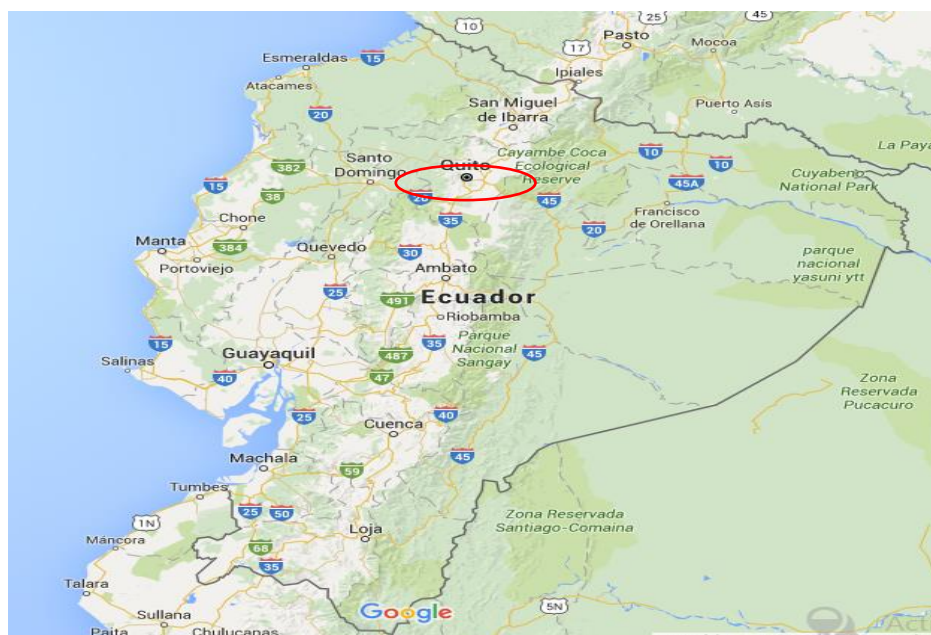 25
45
10
Pasto
Mocoa
17
Esmeraldas
15
Ipiales
Atacames
San Miguel
de Ibarra
Puerto Asís
20
La Paya
382
Santo
Domingo
Quito
Cayambe Coca
Ecological
Reserve
10
10
15
38
20
45
45A
Cuyabeno
National Park
Chone
35
Francisco
de Orellana
20
Manta
384
Quevedo
30
Portoviejo
Ambato
parque
nacional
yasuni ytt
25
491
Ecuador
Riobamba
15
35
Parque
Nacional
Sangay
45
Salinas
Guayaquil
487
40
47
Zona
Reservada
Pucacuro
25
40
Cuenca
Machala
59
45
Tumbes
1N
25
50
Zona Reservada
Santiago-Comaina
Loja
Máncora
68
35
Talara
Google
5N
Sullana
Paita
Chulucanas